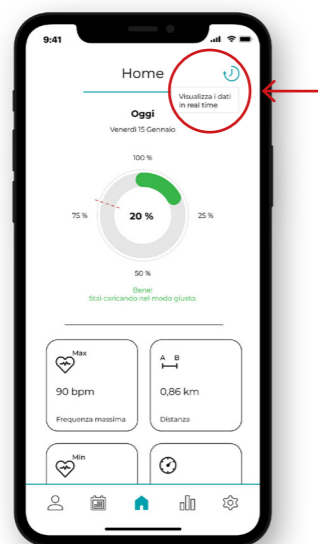 9:41
Home
Visualizza i dati
in real time
Oggi
Venerdì 15 Gennaio
100 %
75 %
20 %
25 %
50 %
Bene!
Stai caricando nel modo giusto.
Max
90 bpm
Frequenza massima
A B
0,86 km
Distanza
Min